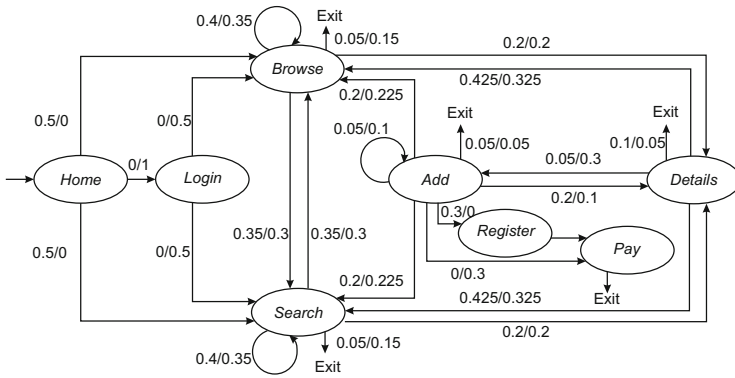 0.4/0.35
Exit
0.05/0.15
0.2/0.2
Browse
0.425/0.325
0.2/0.225
Exit
Exit
0.5/0
0/0.5
0.05/0.1
0.05/0.05
0.1/0.05
0/1
0.05/0.3
Home
Login
Add
Details
0.2/0.1
0.3/0
0.35/0.3
0.35/0.3
Register
0.5/0
0/0.5
Pay
0.2/0.225
0/0.3
0.425/0.325
Exit
Search
0.2/0.2
0.05/0.15
0.4/0.35
Exit